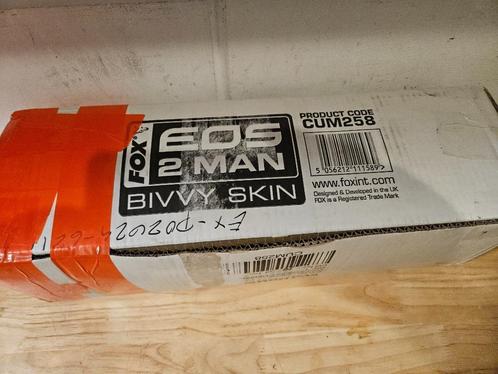 FOX®
EOS
2 MAN
BIVVY SKIN
PRODUCT CODE
CUM258
5 056212 111589
www.foxint.com
Designed & Developed in the UK
FOX is a Registered Trade Mark
CUM258